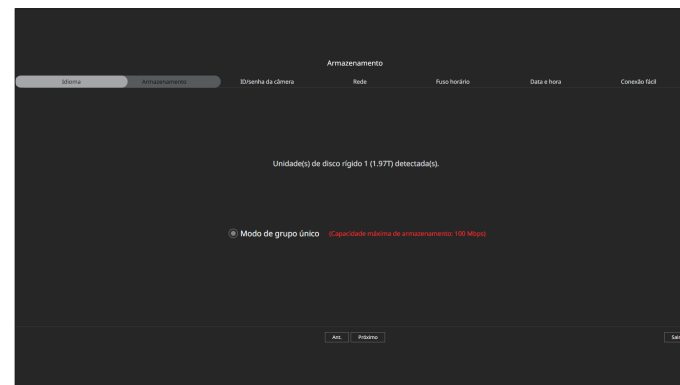 Armazenamento
Idioma Armazenamento ID/senha da câmera Rede Fuso horário Data e hora Conexão fácil
Unidade(s) de disco rígido 1 (1.97T) detectada(s).
Modo de grupo único (Capacidade máxima de armazenamento: 100 Mbps)
Ant. Próximo Sair